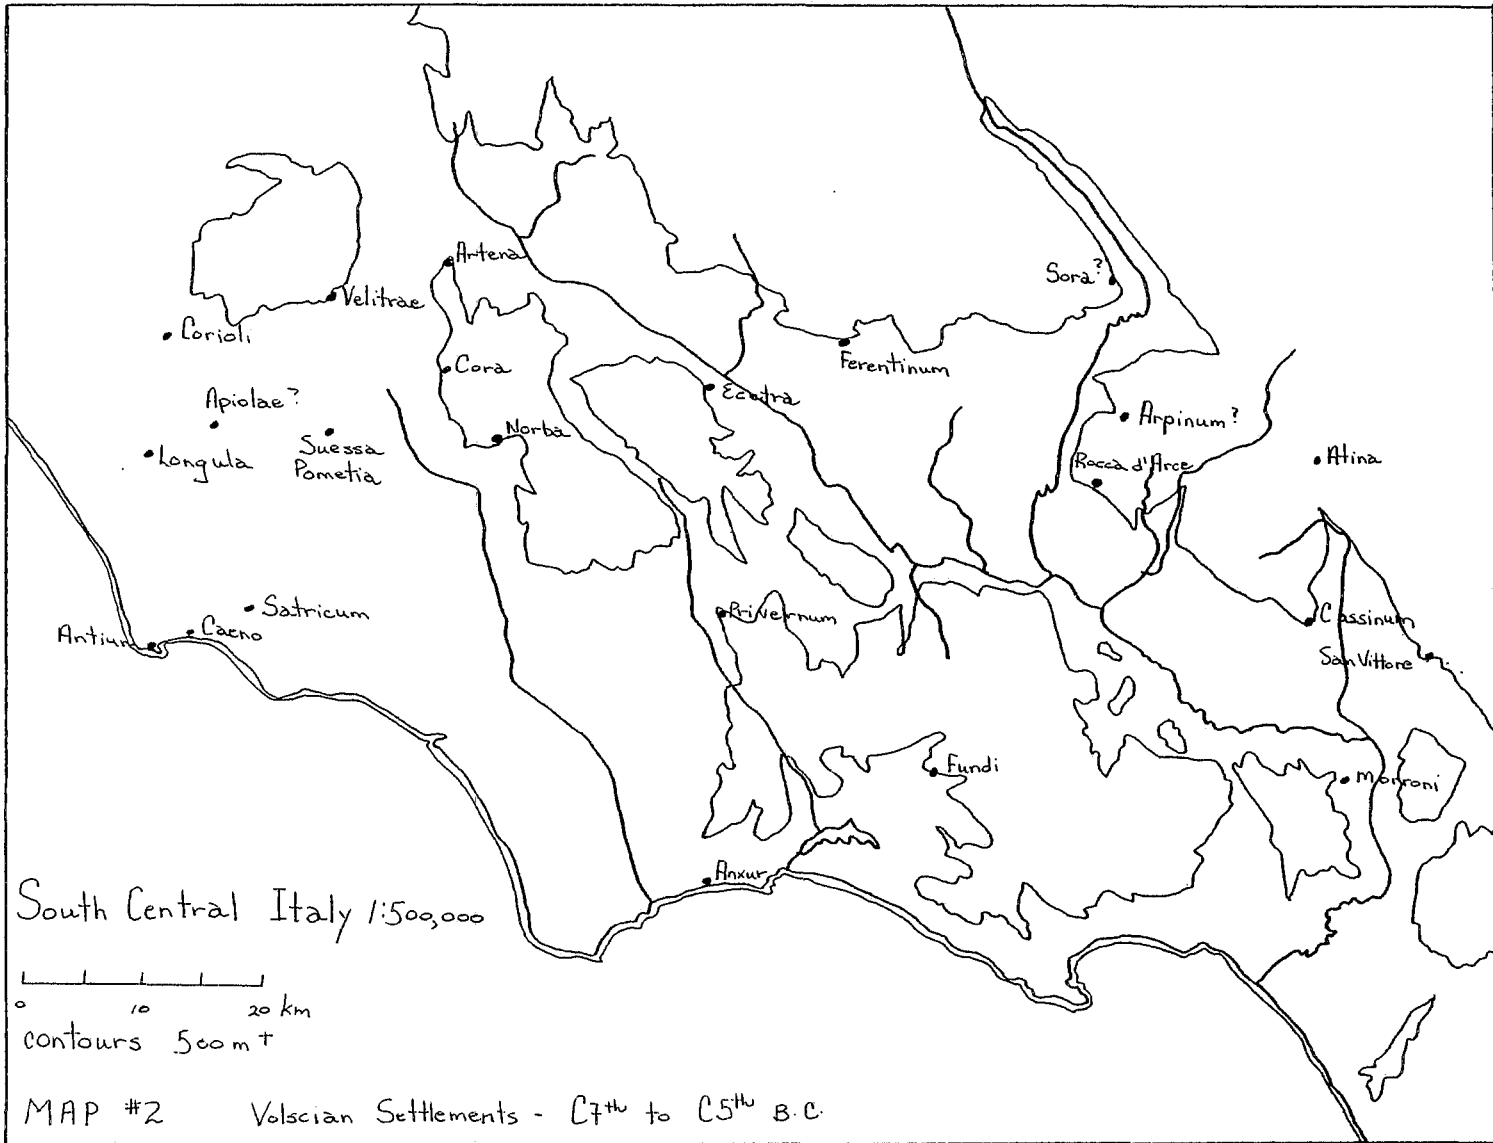 Artena
Sora?
Velitrae
Corioli
Ferentinum
Cora
Ecetra
Apiolae?
Arpinum?
Norba
Suessa
Pometia
Longula
Rocca d'Arce
Atina
Satricum
Privernum
Caeno
Antium
Cassinum
San Vittore
Fundi
Morroni
Anxur
South Central Italy 1:500,000
0 10 20 km
contours 500 m +
MAP #2 Volscian Settlements - C7th to C5th B.C.